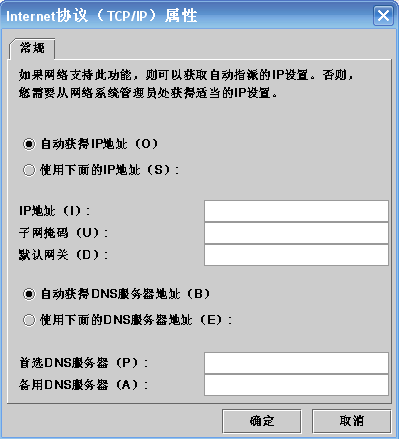 Internet协议（TCP/IP）属性
常规
如果网络支持此功能，则可以获取自动指派的IP设置。否则，
您需要从网络系统管理员处获得适当的IP设置。
自动获得IP地址（O）
使用下面的IP地址（S）:
IP地址（I）:
子网掩码（U）:
默认网关（D）:
自动获得DNS服务器地址（B）
使用下面的DNS服务器地址（E）:
首选DNS服务器（P）:
备用DNS服务器（A）:
确定
取消